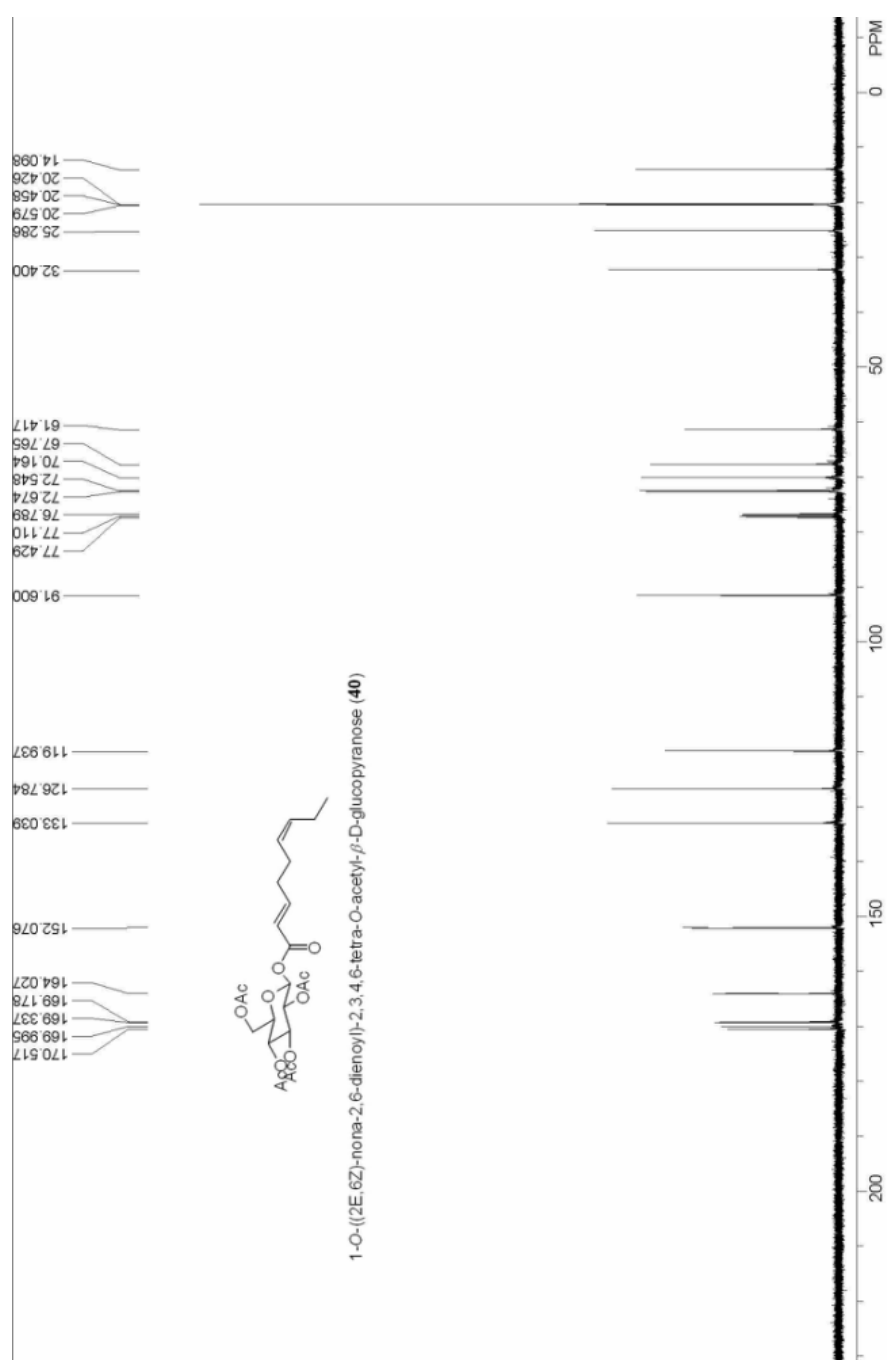 14.098
20.426
20.458
20.579
25.286
32.400
61.417
67.765
70.164
72.548
72.674
76.789
77.110
77.429
91.600
119.937
126.784
133.039
152.076
164.027
169.178
169.337
169.995
170.517
OAc
O
O
O
OAc
O
AcO
AcO
1-O-((2E,6Z)-nona-2,6-dienoyl)-2,3,4,6-tetra-O-acetyl-β-D-glucopyranose (40)
PPM
0
50
100
150
200